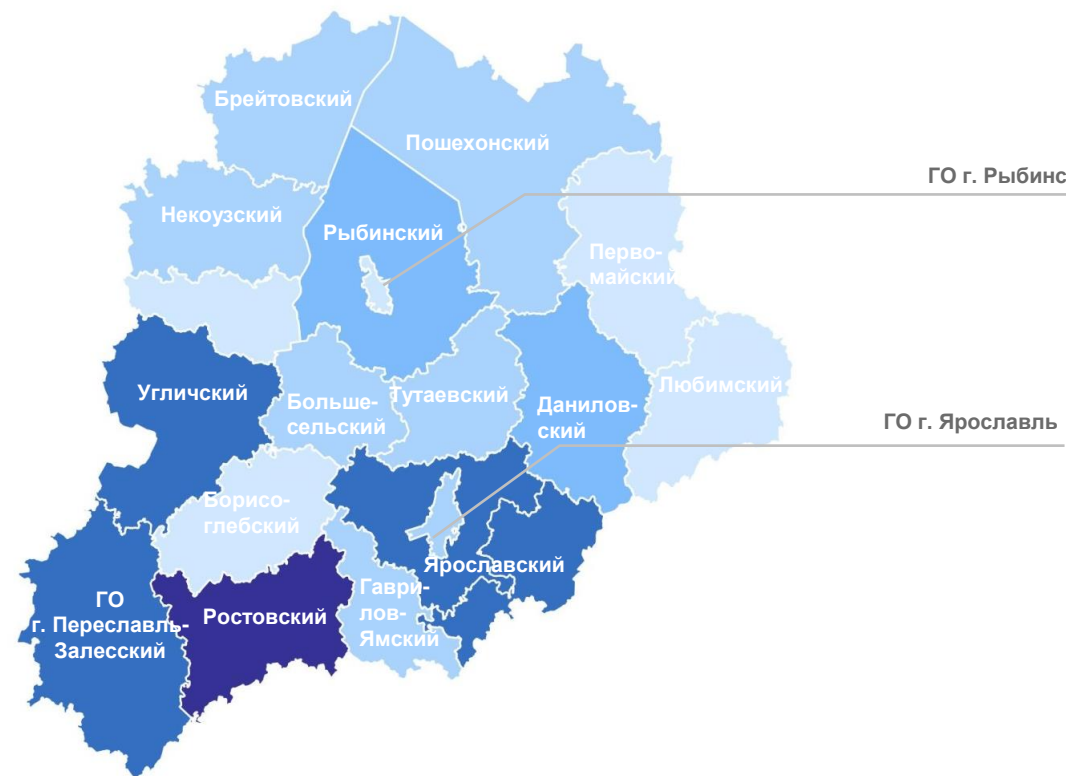 Брейтовский
Пошехонский
ГО г. Рыбинс
Некоузский
Рыбинский
Перво-
майский
Угличский
Больше-
сельский
Тутаевский
Данилов-
ский
Любимский
ГО г. Ярославль
Борисо-
глебский
Ярославский
ГО
г. Переславль-
Залесский
Ростовский
Гаври-
лов-
Ямский